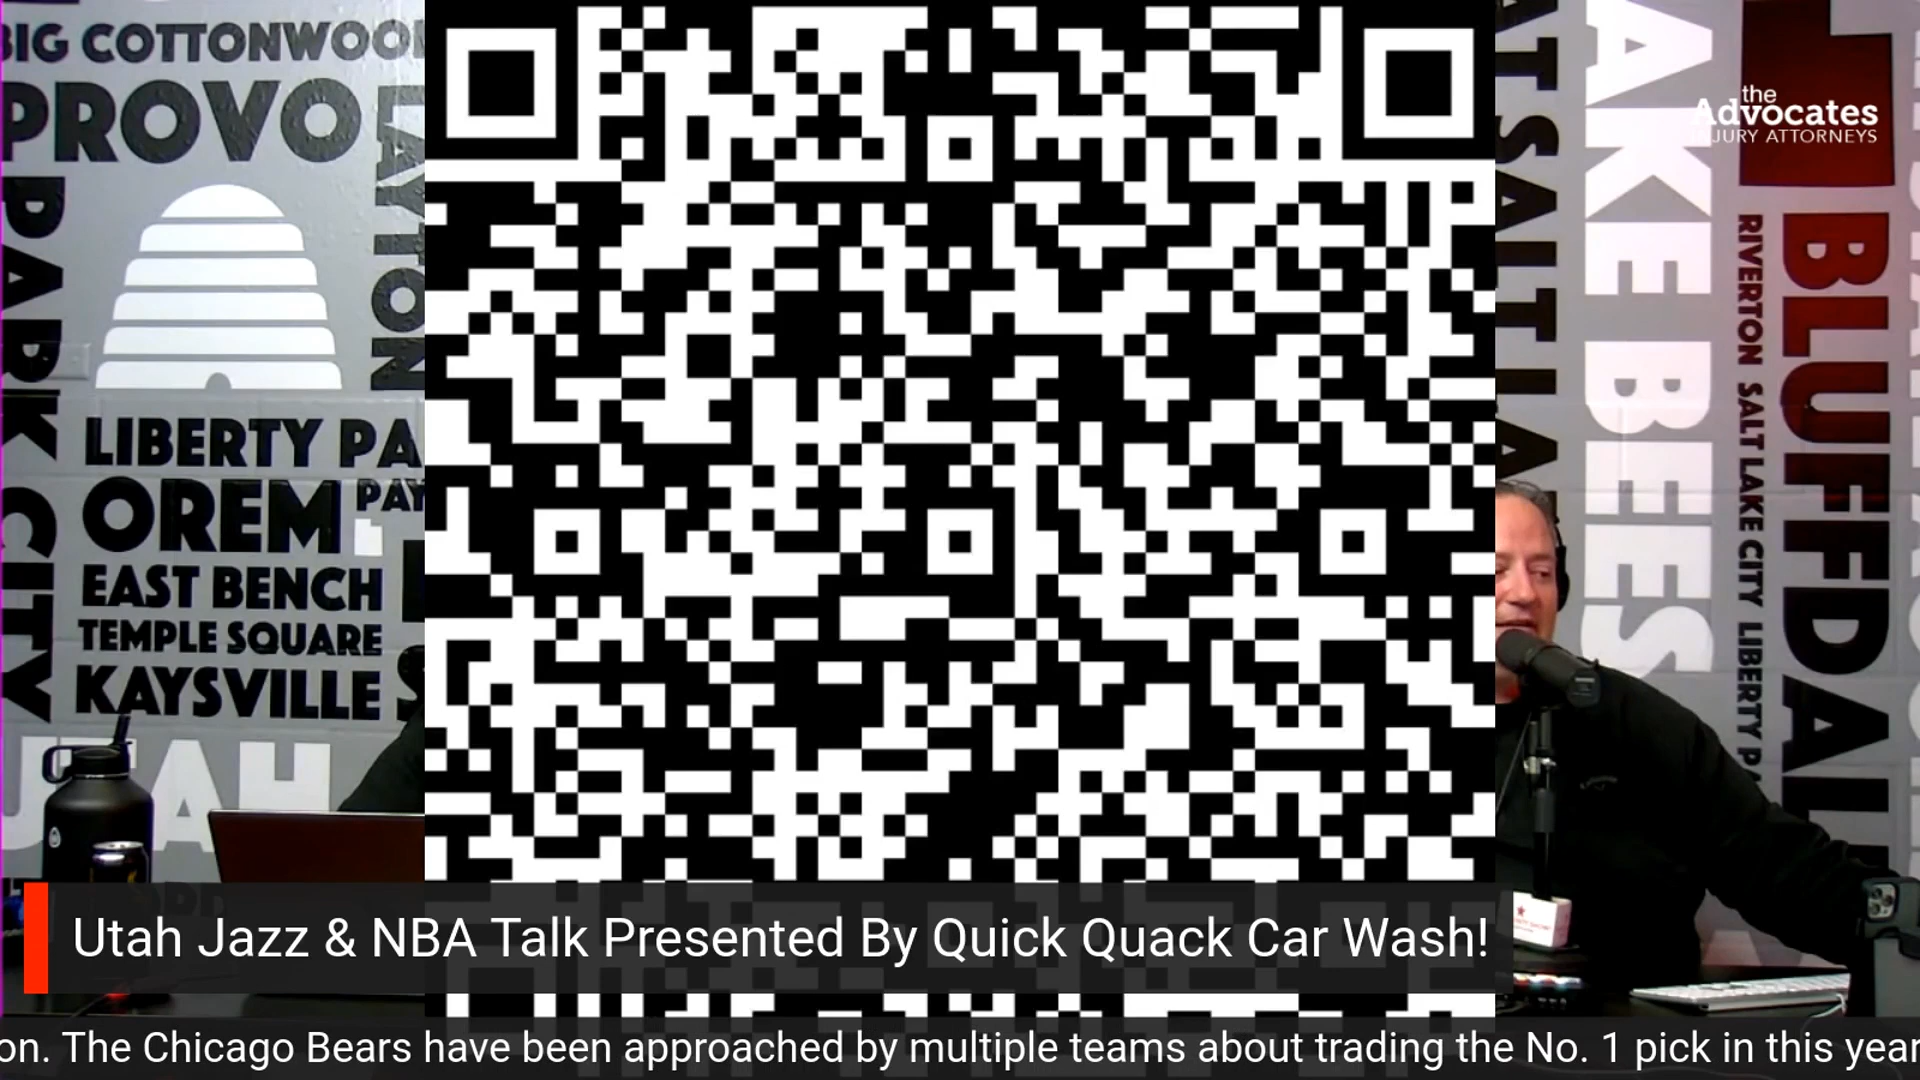 BIG COTTONWOO
PROVO
LAYTON
PARK CITY
LIBERTY PA
OREM
PAY
EAST BENCH
TEMPLE SQUARE
KAYSVILLE
UTAH
AT SALT LA
AKE BEES
the
Advocates
INJURY ATTORNEYS
RIVERTON SALT LAKE CITY LIBERTY PA
BLUFFDAL
Utah Jazz & NBA Talk Presented By Quick Quack Car Wash!
on. The Chicago Bears have been approached by multiple teams about trading the No. 1 pick in this year